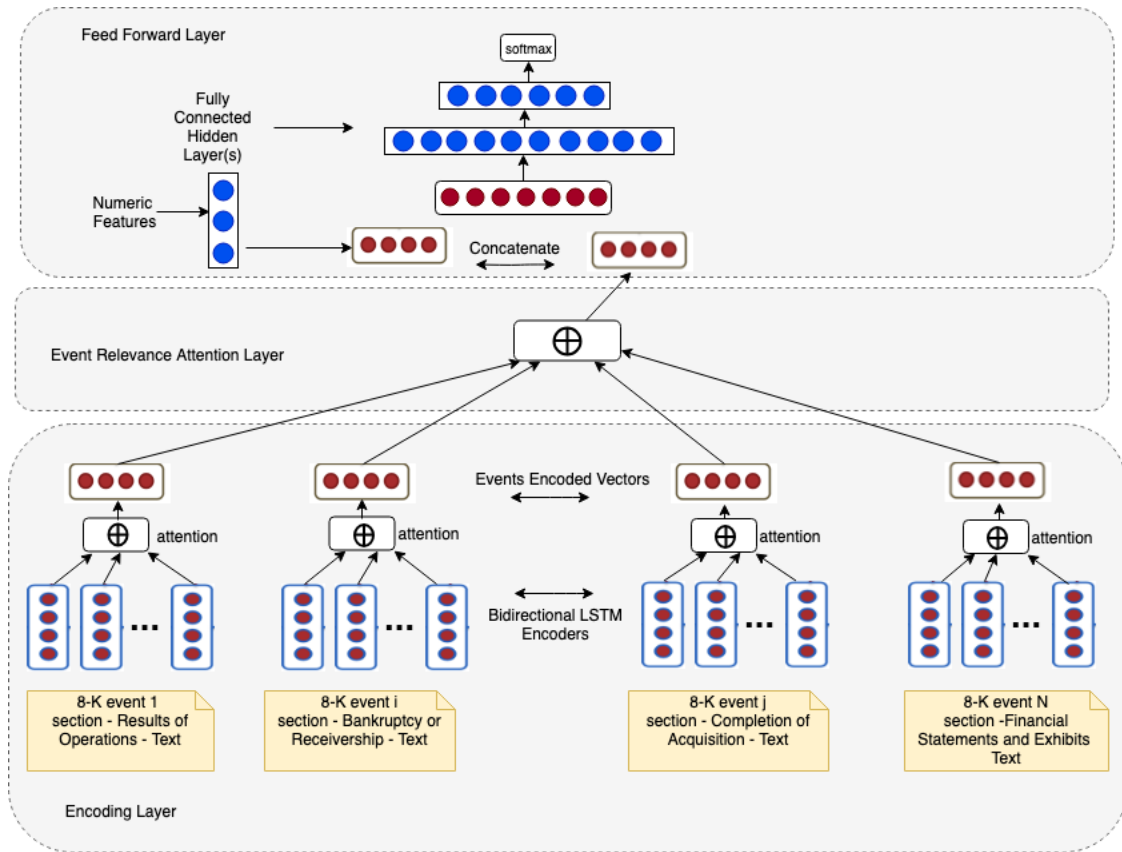 Feed Forward Layer
softmax
Fully
Connected
Hidden
Layer(s)
Numeric
Features
Concatenate
Event Relevance Attention Layer
Events Encoded Vectors
attention
attention
attention
attention
Bidirectional LSTM
Encoders
...
...
...
...
8-K event 1
section - Results of
Operations - Text
8-K event i
section - Bankruptcy or
Receivership - Text
8-K event j
section - Completion of
Acquisition - Text
8-K event N
section -Financial
Statements and Exhibits
Text
Encoding Layer